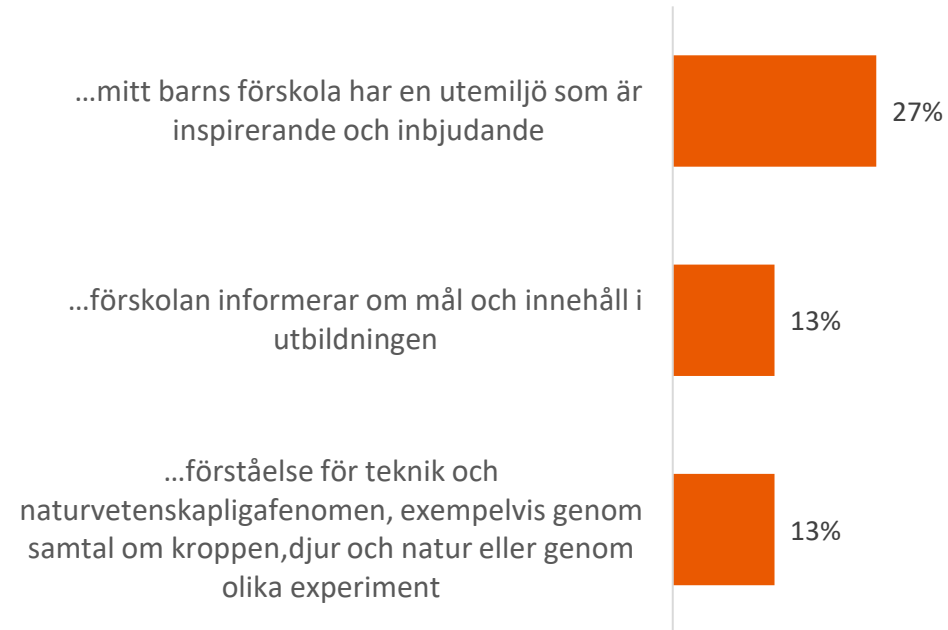 ...mitt barns förskola har en utemiljö som är
inspirerande och inbjudande
27%
...förskolan informerar om mål och innehåll i
utbildningen
13%
...förståelse för teknik och
naturvetenskapligafenomen, exempelvis genom
samtal om kroppen,djur och natur eller genom
olika experiment
13%